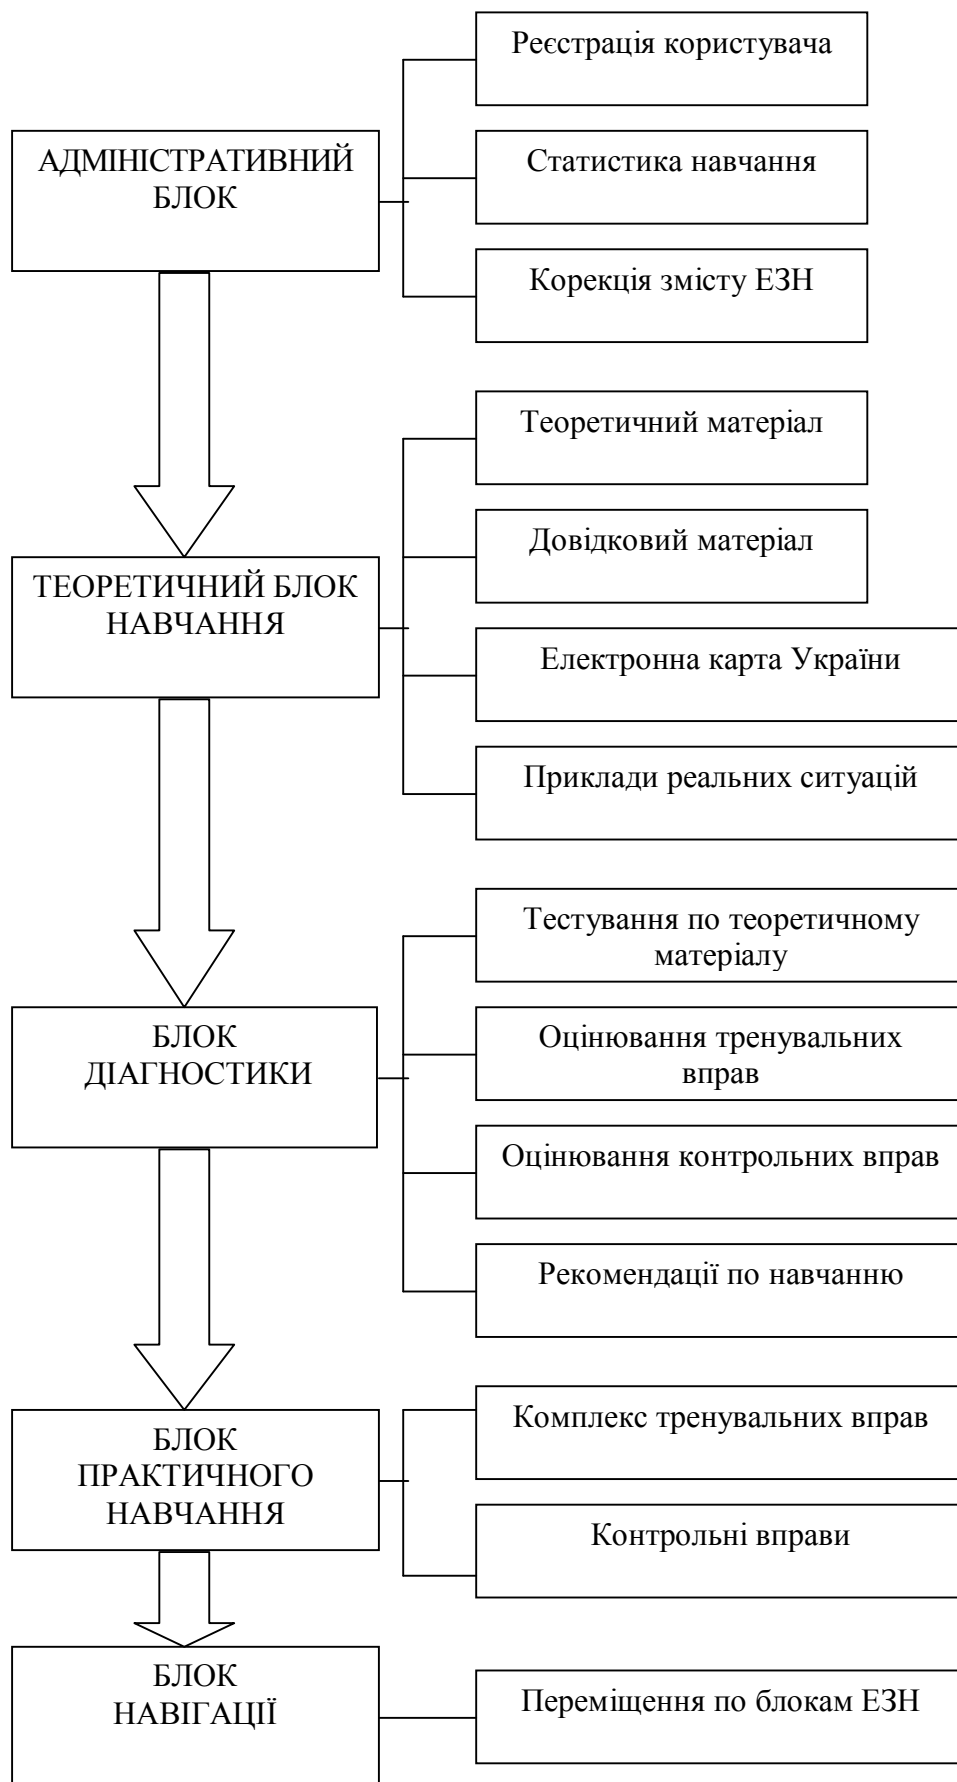 Реєстрація користувача
АДМІНІСТРАТИВНИЙ
БЛОК
Статистика навчання
Корекція змісту ЕЗН
Теоретичний матеріал
Довідковий матеріал
ТЕОРЕТИЧНИЙ БЛОК
НАВЧАННЯ
Електронна карта України
Приклади реальних ситуацій
Тестування по теоретичному
матеріалу
БЛОК
ДІАГНОСТИКИ
Оцінювання тренувальних
вправ
Оцінювання контрольних вправ
Рекомендації по навчанню
Комплекс тренувальних вправ
БЛОК
ПРАКТИЧНОГО
НАВЧАННЯ
Контрольні вправи
БЛОК
НАВІГАЦІЇ
Переміщення по блокам ЕЗН